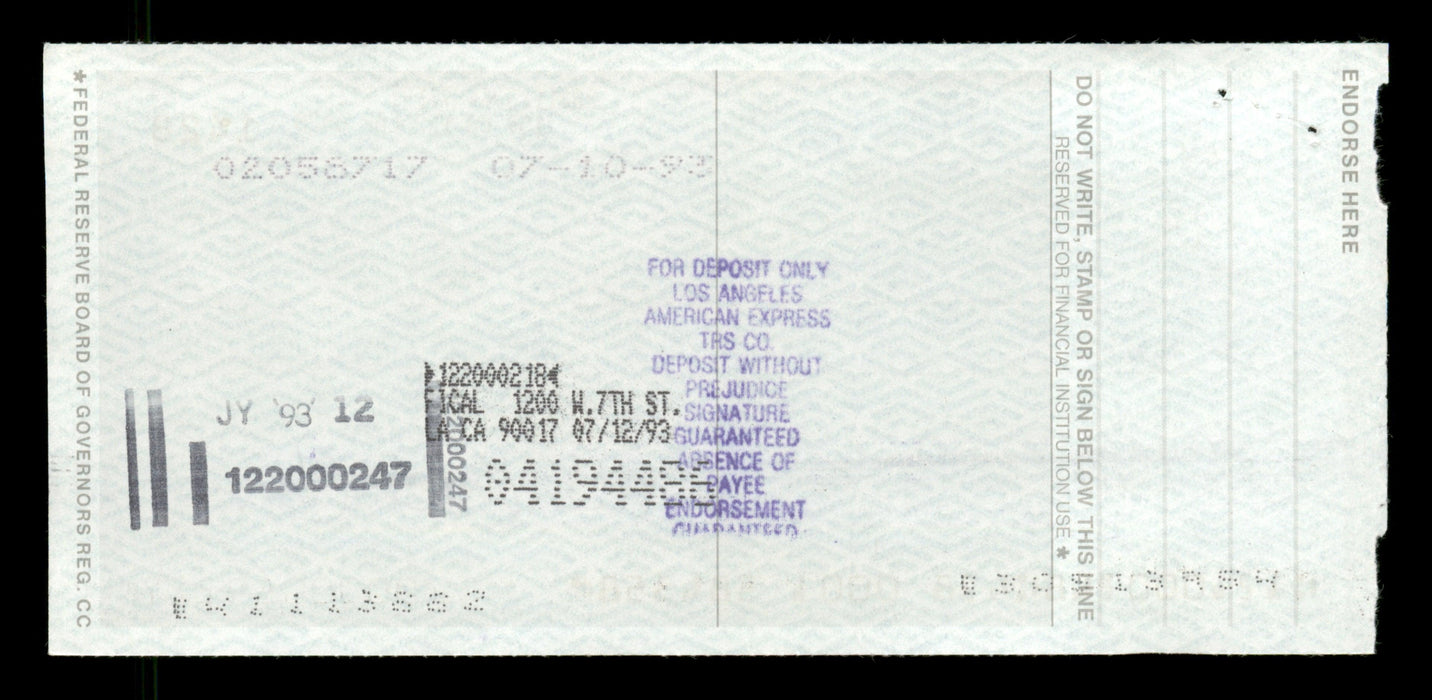 *FEDERAL RESERVE BOARD OF GOVERNORS REG. CC
02056717 07-10-93
FOR DEPOSIT ONLY
LOS ANGELES
AMERICAN EXPRESS
TRS CO.
DEPOSIT WITHOUT
PREJUDICE
SIGNATURE
GUARANTEED
ABSENCE OF
PAYEE
ENDORSEMENT
GUARANTEED
122000218
1200 W.7TH ST.
LA CA 90017 07/12/93
JY '93 12
122000247
ENDORSE HERE
DO NOT WRITE, STAMP OR SIGN BELOW THIS LINE
RESERVED FOR FINANCIAL INSTITUTION USE *